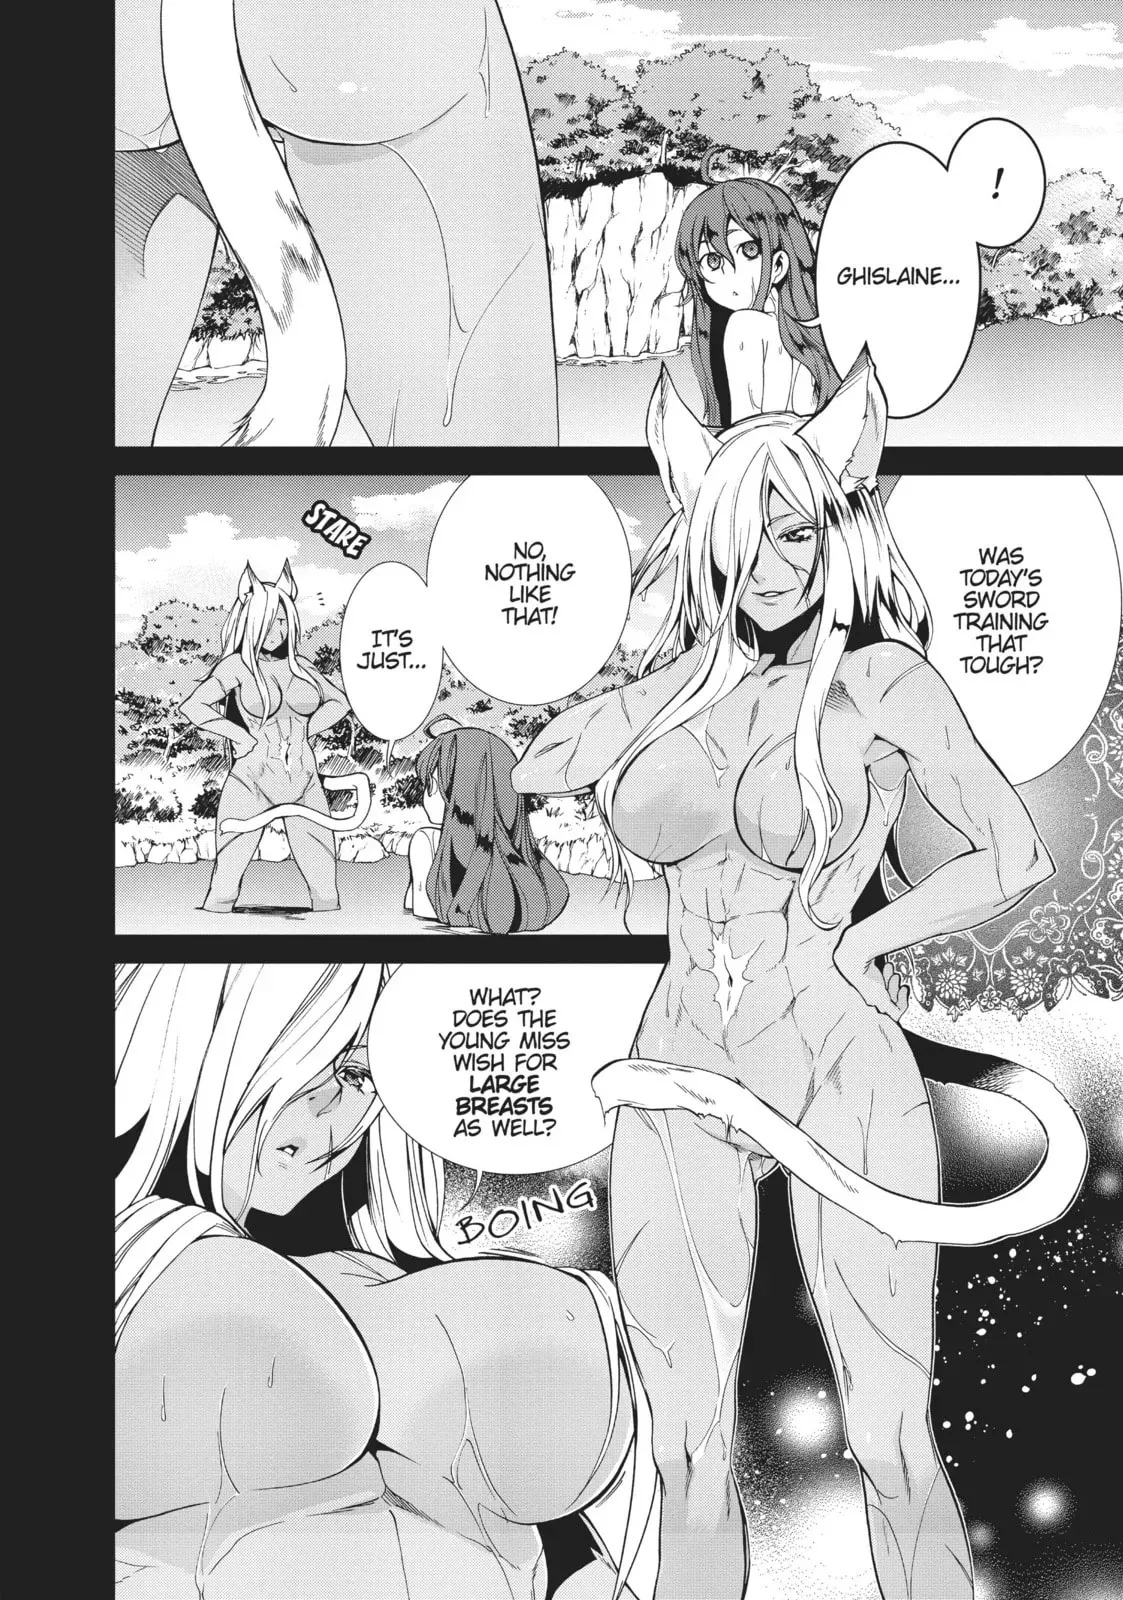 !
GHISLAINE...
WAS
TODAY'S
SWORD
TRAINING
THAT
TOUGH?
NO,
NOTHING
LIKE
THAT!
IT'S
JUST...
STARE
WHAT?
DOES THE
YOUNG MISS
WISH FOR
LARGE
BREASTS
AS WELL?
BOING